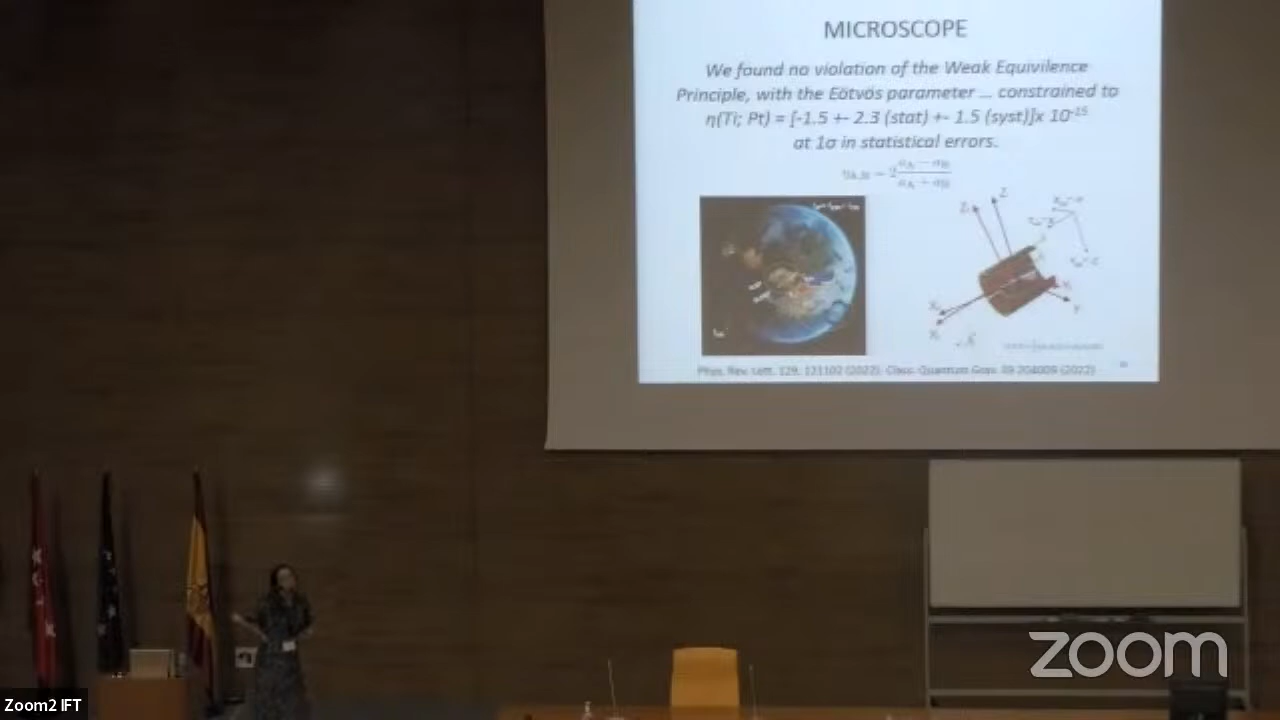 MICROSCOPE
We found no violation of the Weak Equivilence
Principle, with the Eötvös parameter ... constrained to
η(Ti; Pt) = [-1.5 +- 2.3 (stat) +- 1.5 (syst)]x 10⁻¹⁵
at 1σ in statistical errors.
Phys. Rev. Lett. 129, 121102 (2022). Class. Quantum Grav. 39 204009 (2022)
zoom
Zoom2 IFT